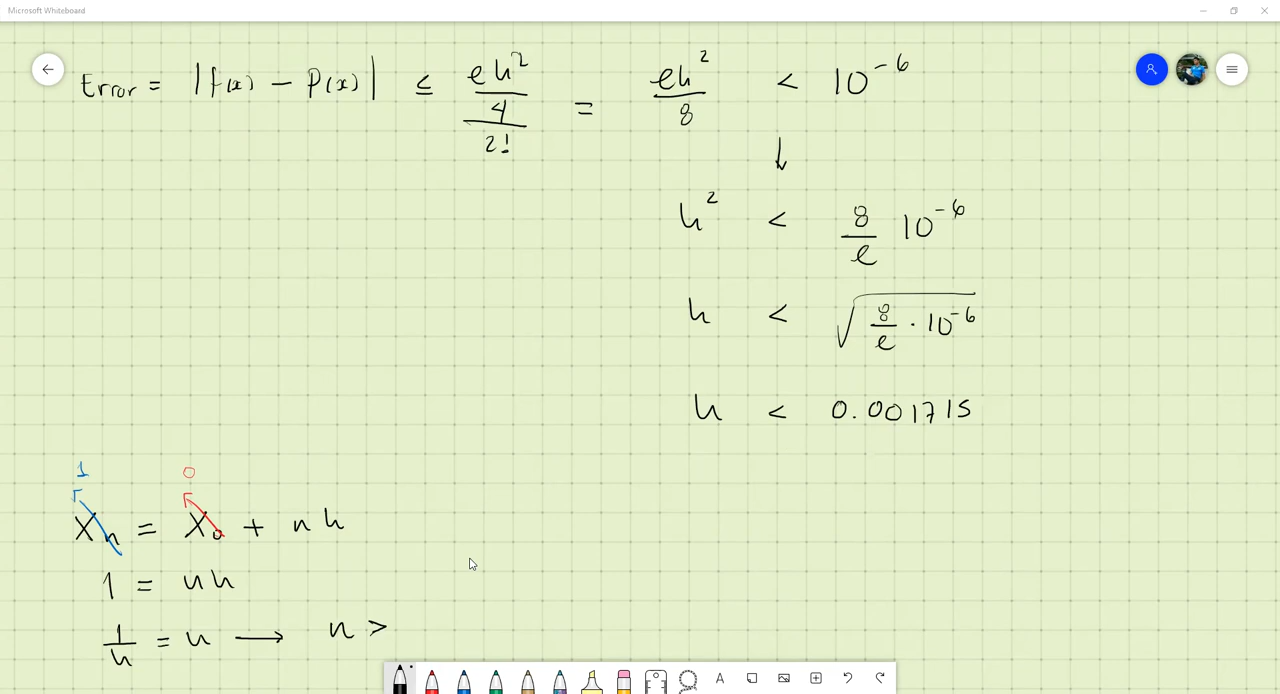 Microsoft Whiteboard
Error = |f(x) - P(x)| ≤ eh²/4/2! = eh²/8 < 10⁻⁶
↓
h² < 8/e 10⁻⁶
h < √(8/e · 10⁻⁶)
h < 0.001715
1 0
Xn = X₀ + nh
1 = nh
1/h = n → n >
A